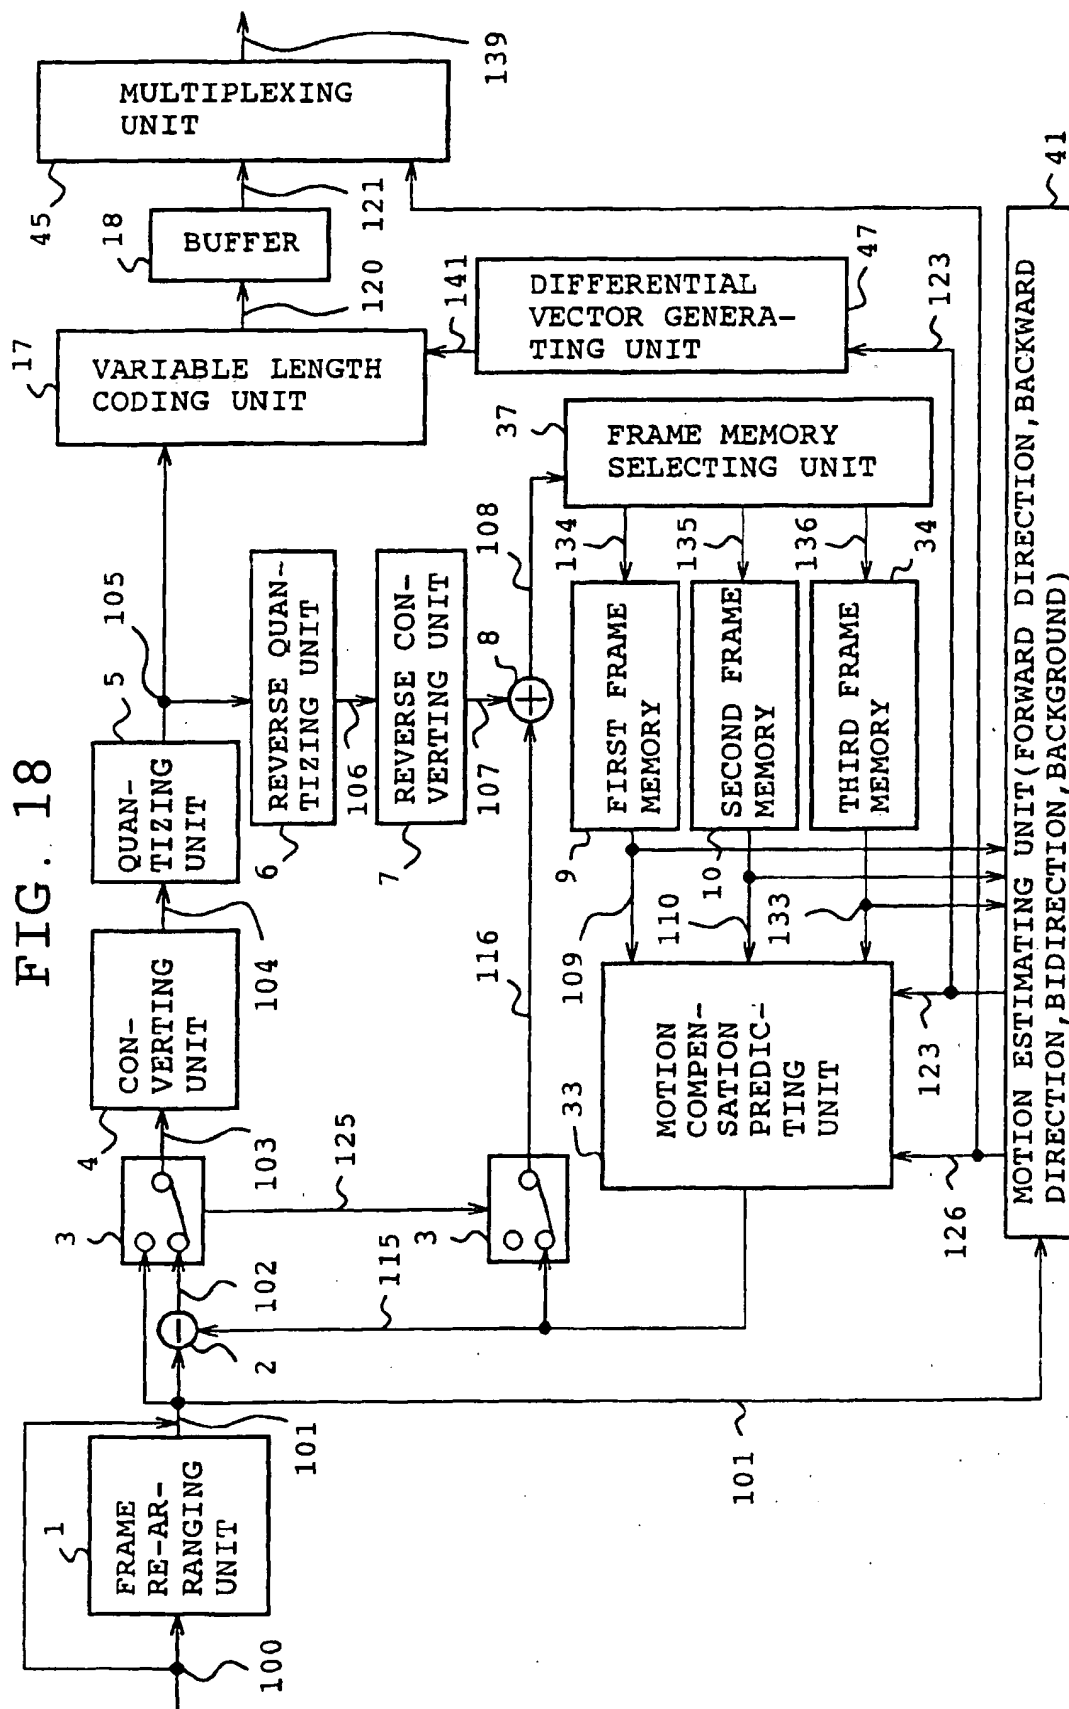 FIG. 18
1
FRAME
RE-AR-
RANGING
UNIT
100
101
2
102
3
103
4
CON-
VERTING
UNIT
104
5
QUAN-
TIZING
UNIT
105
17
VARIABLE LENGTH
CODING UNIT
120
18
BUFFER
121
45
MULTIPLEXING
UNIT
139
REVERSE QUAN-
TIZING UNIT
6
106
REVERSE CON-
VERTING UNIT
7
107
8
108
125
3
115
116
141
DIFFERENTIAL
VECTOR GENERA-
TING UNIT
47
123
37
FRAME MEMORY
SELECTING UNIT
134
135
136
34
FIRST FRAME
MEMORY
9
SECOND FRAME
MEMORY
10
THIRD FRAME
MEMORY
109
110
133
33
MOTION
COMPEN-
SATION
PREDIC-
TING
UNIT
123
126
101
41
MOTION ESTIMATING UNIT(FORWARD DIRECTION,BACKWARD
DIRECTION,BIDIRECTION,BACKGROUND)